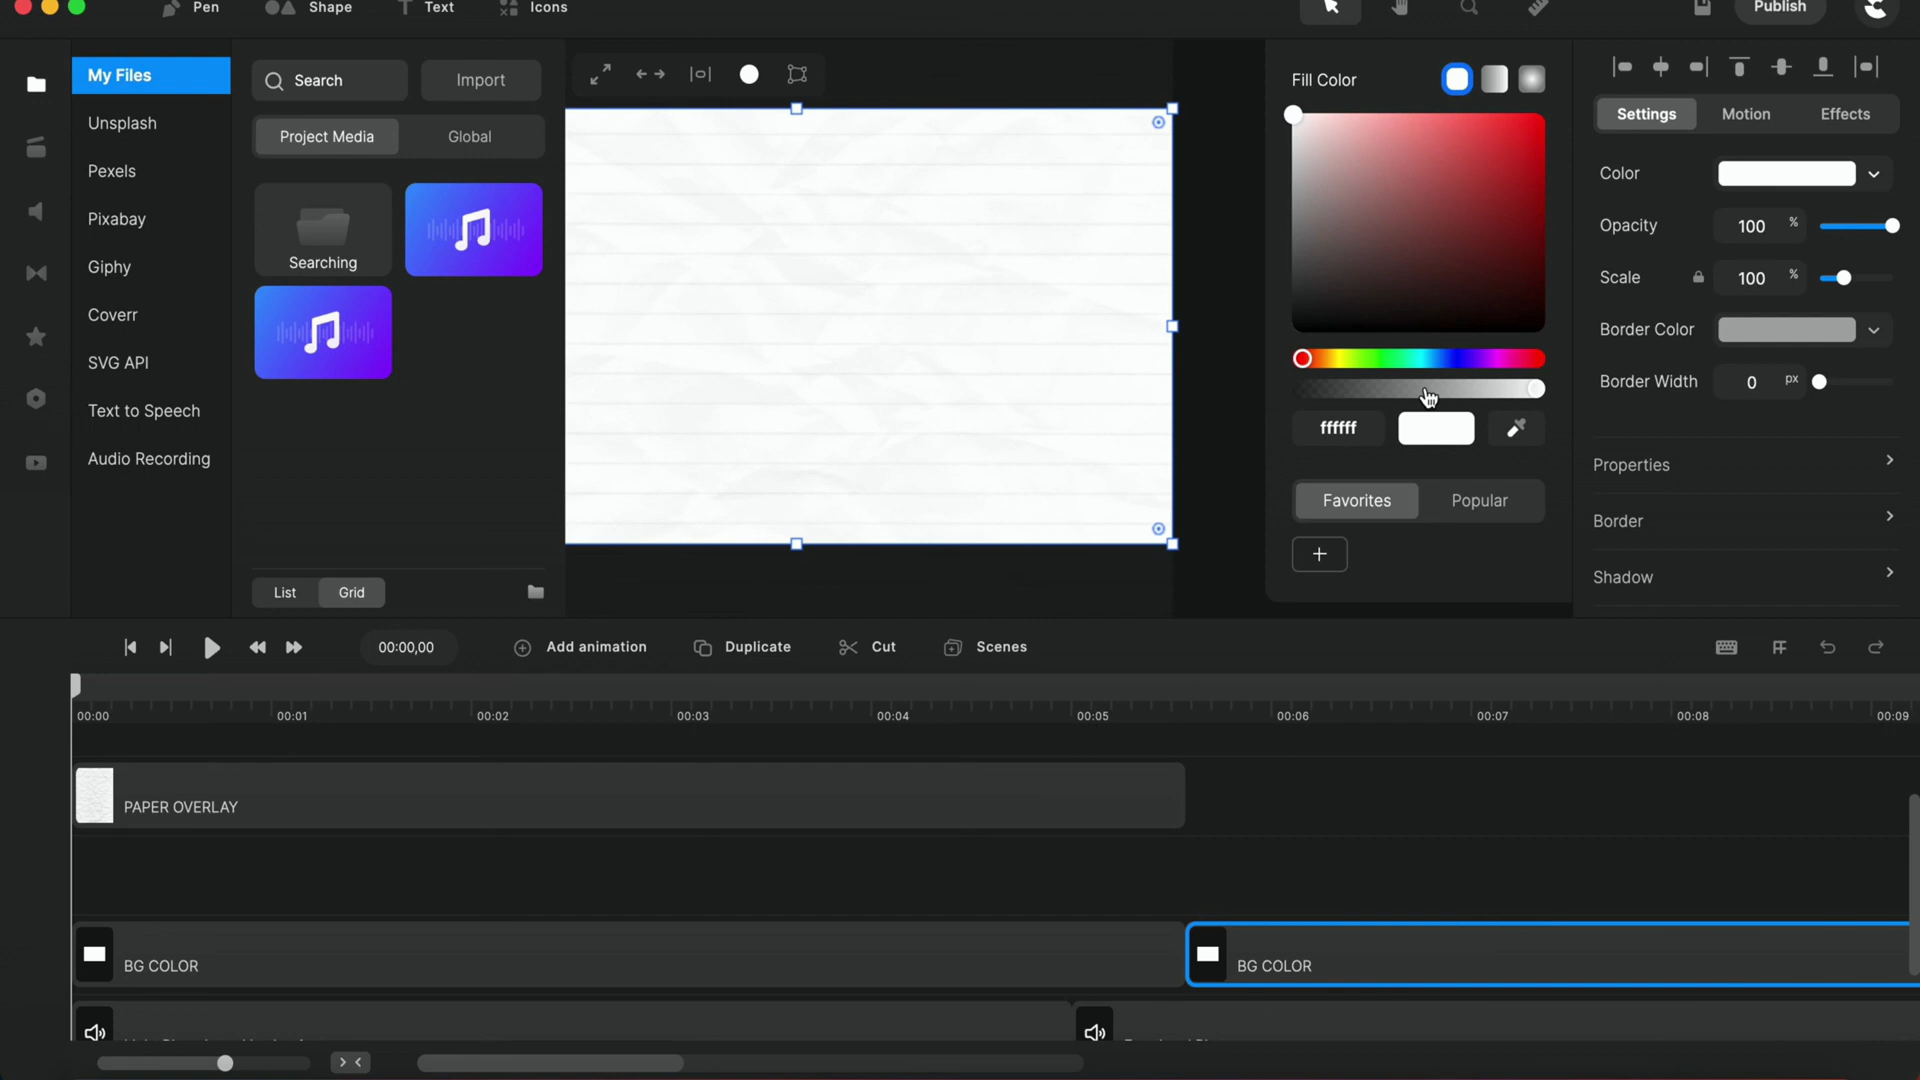 Pen
Shape
Text
Icons
Publish
My Files
Unsplash
Pexels
Pixabay
Giphy
Coverr
SVG API
Text to Speech
Audio Recording
Search
Import
Project Media
Global
Searching
List
Grid
Fill Color
ffffff
Favorites
Popular
+
Settings
Motion
Effects
Color
Opacity
100 %
Scale
100 %
Border Color
Border Width
0 px
Properties
Border
Shadow
00:00,00
Add animation
Duplicate
Cut
Scenes
00:00
00:01
00:02
00:03
00:04
00:05
00:06
00:07
00:08
00:09
PAPER OVERLAY
BG COLOR
BG COLOR